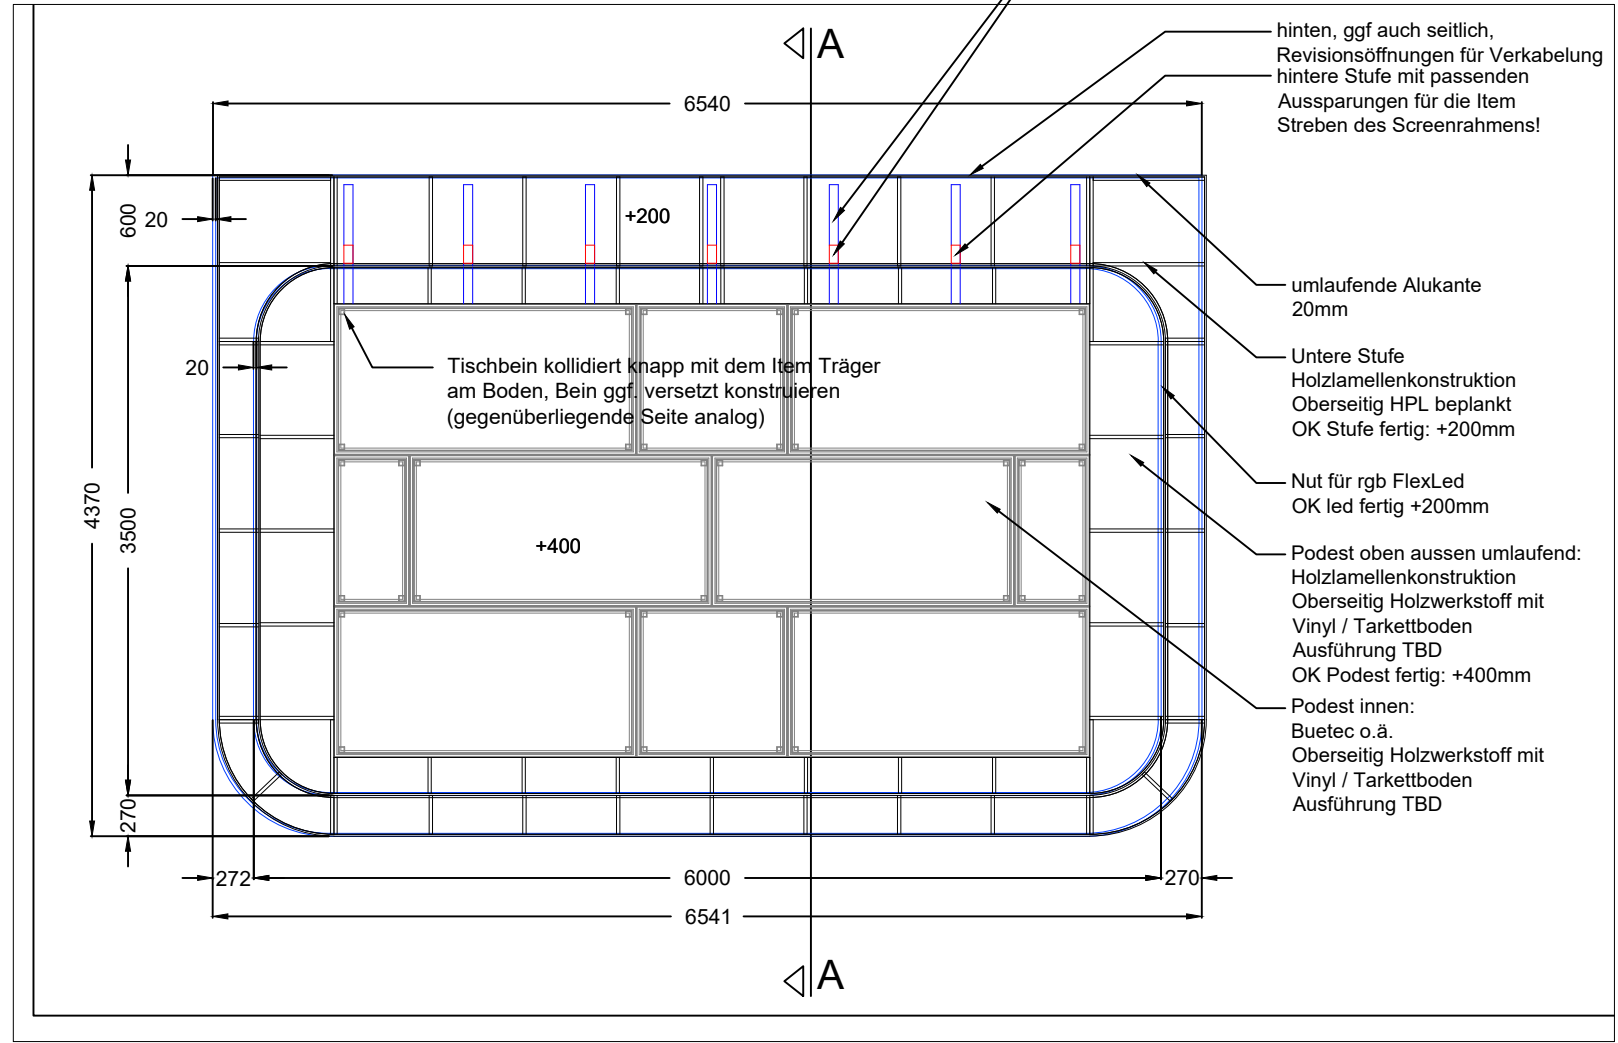 A
hinten, ggf auch seitlich,
Revisionsöffnungen für Verkabelung
hintere Stufe mit passenden
Aussparungen für die Item
Streben des Screenrahmens!
6540
600
20
+200
umlaufende Alukante
20mm
20
Tischbein kollidiert knapp mit dem Item Träger
am Boden, Bein ggf. versetzt konstruieren
(gegenüberliegende Seite analog)
Untere Stufe
Holzlamellenkonstruktion
Oberseitig HPL beplankt
OK Stufe fertig: +200mm
Nut für rgb FlexLed
OK led fertig +200mm
4370
3500
+400
Podest oben aussen umlaufend:
Holzlamellenkonstruktion
Oberseitig Holzwerkstoff mit
Vinyl / Tarkettboden
Ausführung TBD
OK Podest fertig: +400mm
Podest innen:
Buetec o.ä.
Oberseitig Holzwerkstoff mit
Vinyl / Tarkettboden
Ausführung TBD
270
272
6000
270
6541
A